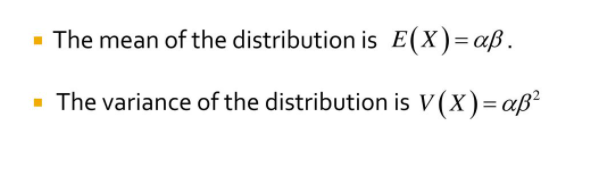 ▪ The mean of the distribution is E(X)=αβ.
▪ The variance of the distribution is V(X)=αβ²